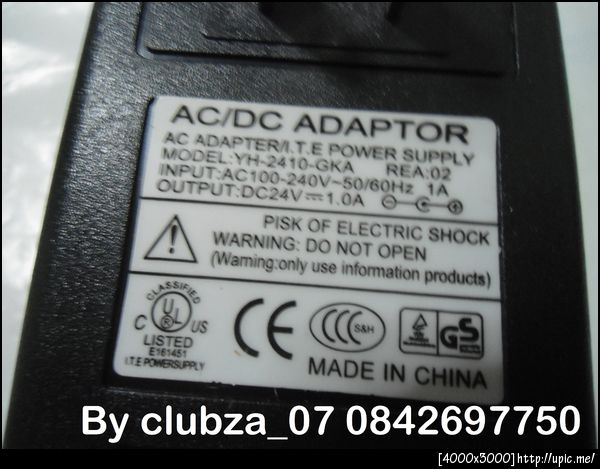 AC/DC ADAPTOR
AC ADAPTER/I.T.E POWER SUPPLY
MODEL:YH-2410-GKA REA:02
INPUT:AC100-240V~50/60Hz 1A
OUTPUT:DC24V⎓1.0A
PISK OF ELECTRIC SHOCK
WARNING: DO NOT OPEN
(Warning:only use information products)
CLASSIFIED
C UL US
LISTED
E161451
I.T.E POWERSUPPLY
CE
CCC S&H
GS
MADE IN CHINA
By clubza_07 0842697750
[4000x3000]http://upic.me/